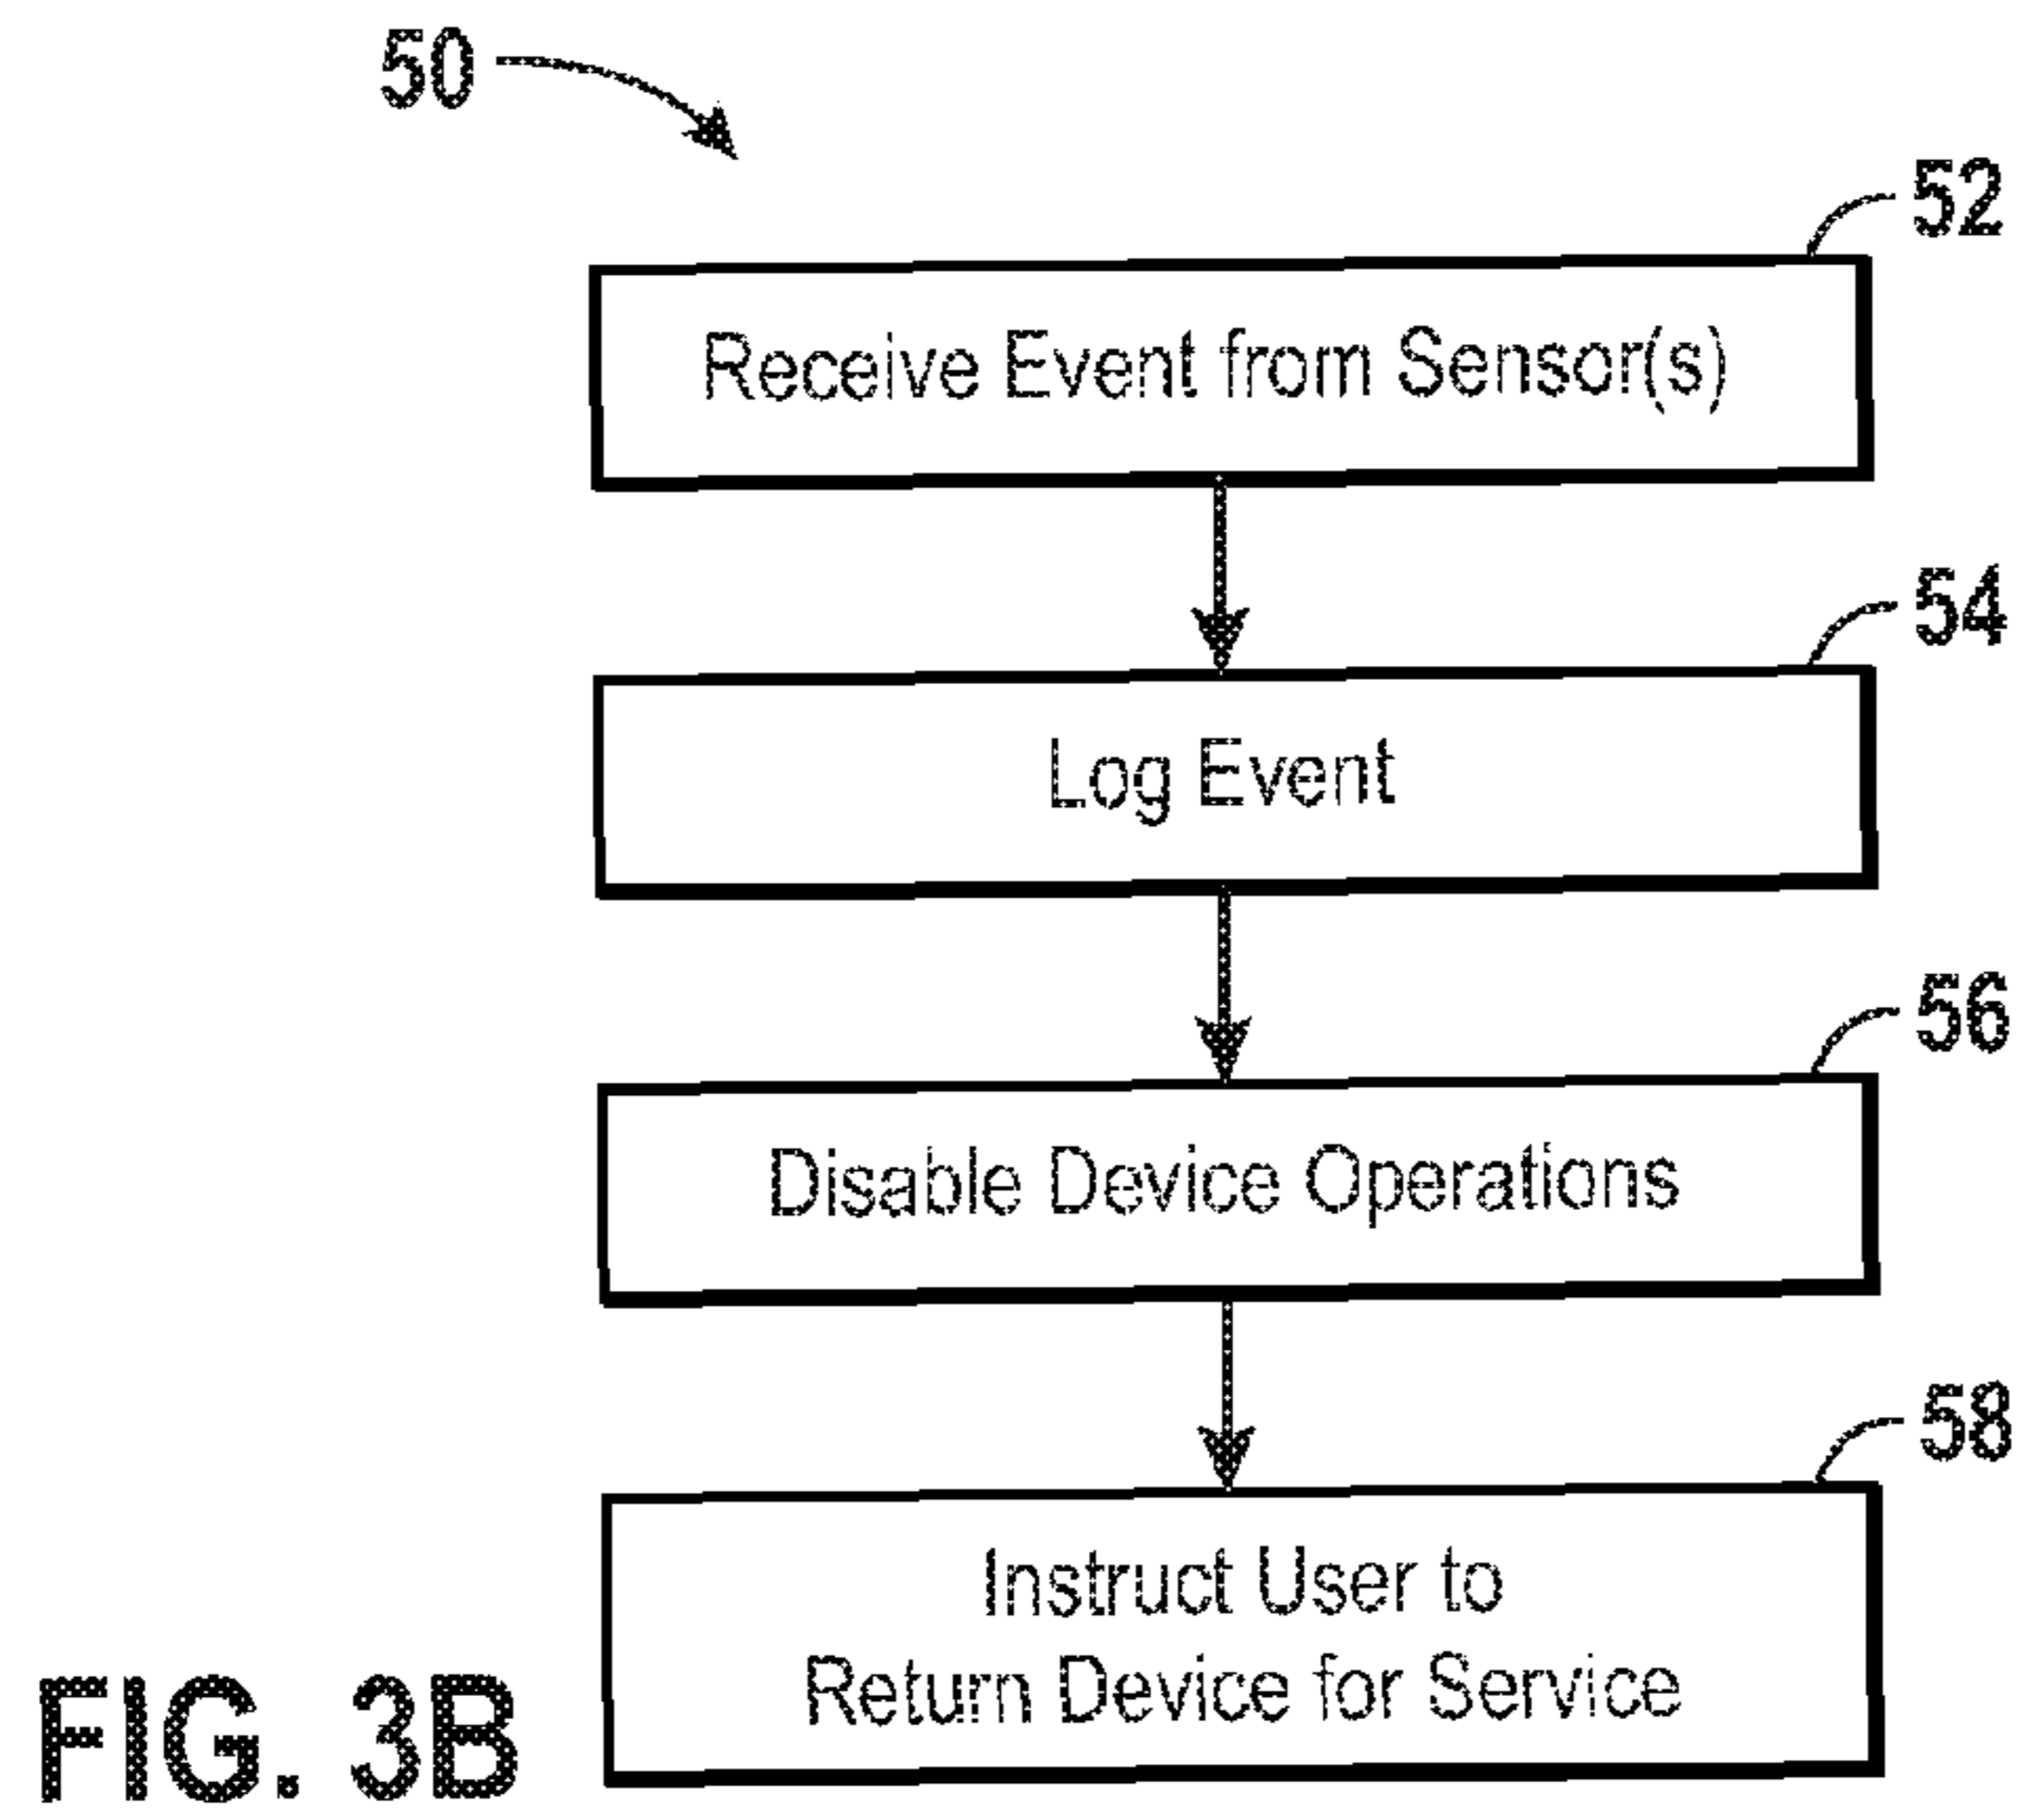 50
52
Receive Event from Sensor(s)
54
Log Event
56
Disable Device Operations
58
Instruct User to
Return Device for Service
FIG. 3B